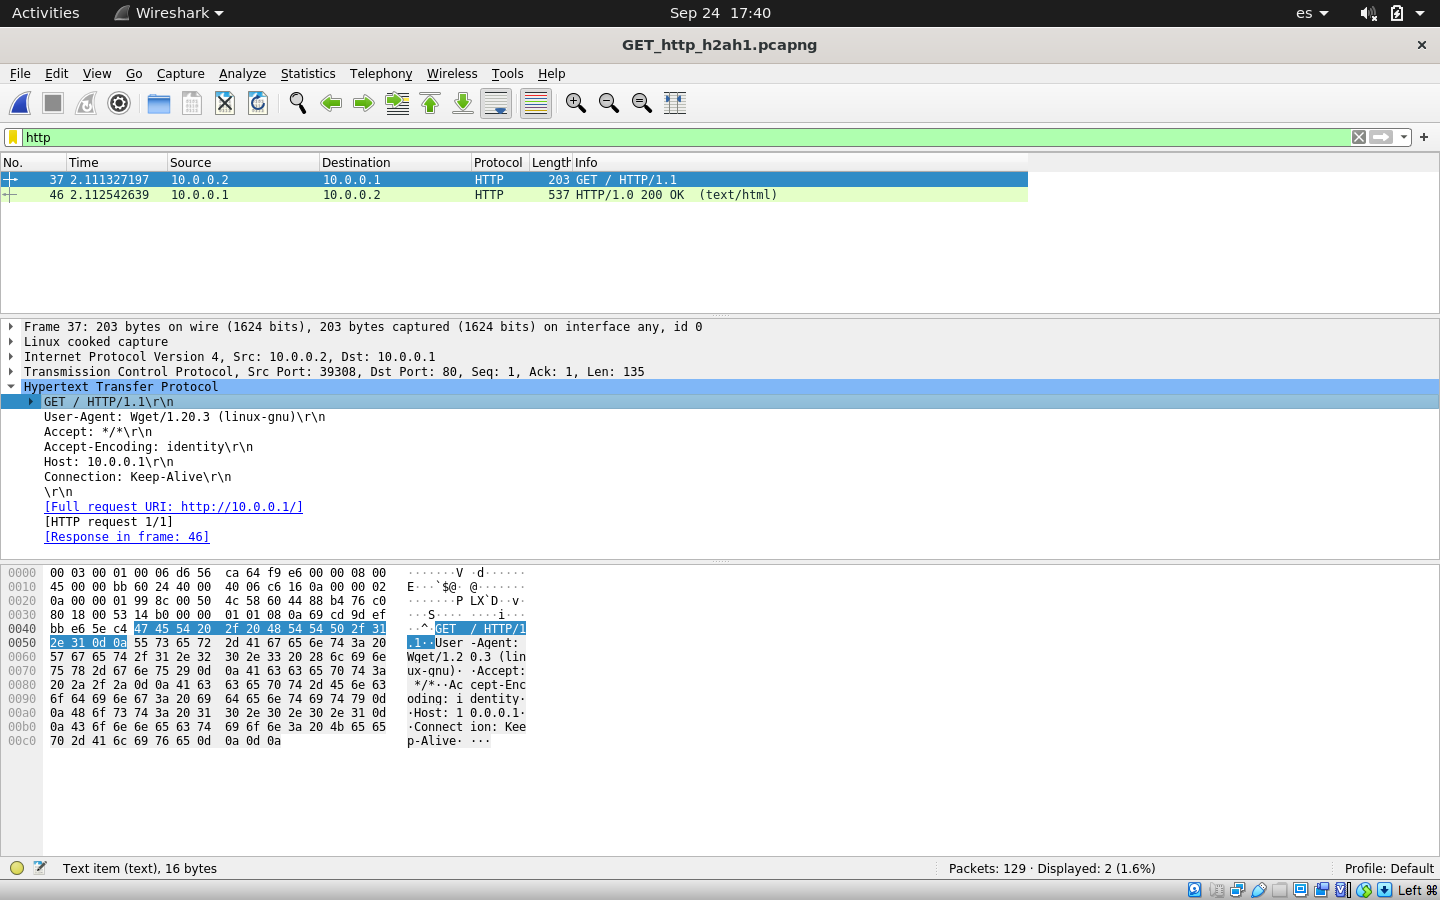 Activities Wireshark Sep 24 17:40 es
GET_http_h2ah1.pcapng
File Edit View Go Capture Analyze Statistics Telephony Wireless Tools Help
http
No. Time Source Destination Protocol Length Info
37 2.111327197 10.0.0.2 10.0.0.1 HTTP 203 GET / HTTP/1.1
46 2.112542639 10.0.0.1 10.0.0.2 HTTP 537 HTTP/1.0 200 OK  (text/html)
Frame 37: 203 bytes on wire (1624 bits), 203 bytes captured (1624 bits) on interface any, id 0
Linux cooked capture
Internet Protocol Version 4, Src: 10.0.0.2, Dst: 10.0.0.1
Transmission Control Protocol, Src Port: 39308, Dst Port: 80, Seq: 1, Ack: 1, Len: 135
Hypertext Transfer Protocol
GET / HTTP/1.1\r\n
User-Agent: Wget/1.20.3 (linux-gnu)\r\n
Accept: */*\r\n
Accept-Encoding: identity\r\n
Host: 10.0.0.1\r\n
Connection: Keep-Alive\r\n
\r\n
[Full request URI: http://10.0.0.1/]
[HTTP request 1/1]
[Response in frame: 46]
0000 00 03 00 01 00 06 d6 56 ca 64 f9 e6 00 00 08 00 ·······V ·d······
0010 45 00 00 bb 60 24 40 00 40 06 c6 16 0a 00 00 02 E···`$@· @·······
0020 0a 00 00 01 99 8c 00 50 4c 58 60 44 88 b4 76 c0 ·······P LX`D··v·
0030 80 18 00 53 14 b0 00 00 01 01 08 0a 69 cd 9d ef ···S···· ····i···
0040 bb e6 5e c4 47 45 54 20 2f 20 48 54 54 50 2f 31 ··^·GET / HTTP/1
0050 2e 31 0d 0a 55 73 65 72 2d 41 67 65 6e 74 3a 20 .1··User -Agent:
0060 57 67 65 74 2f 31 2e 32 30 2e 33 20 28 6c 69 6e Wget/1.2 0.3 (lin
0070 75 78 2d 67 6e 75 29 0d 0a 41 63 63 65 70 74 3a ux-gnu)· ·Accept:
0080 20 2a 2f 2a 0d 0a 41 63 63 65 70 74 2d 45 6e 63 */*··Ac cept-Enc
0090 6f 64 69 6e 67 3a 20 69 64 65 6e 74 69 74 79 0d oding: i dentity·
00a0 0a 48 6f 73 74 3a 20 31 30 2e 30 2e 30 2e 31 0d ·Host: 1 0.0.0.1·
00b0 0a 43 6f 6e 6e 65 63 74 69 6f 6e 3a 20 4b 65 65 ·Connect ion: Kee
00c0 70 2d 41 6c 69 76 65 0d 0a 0d 0a p-Alive· ···
Text item (text), 16 bytes Packets: 129 · Displayed: 2 (1.6%) Profile: Default
Left ⌘